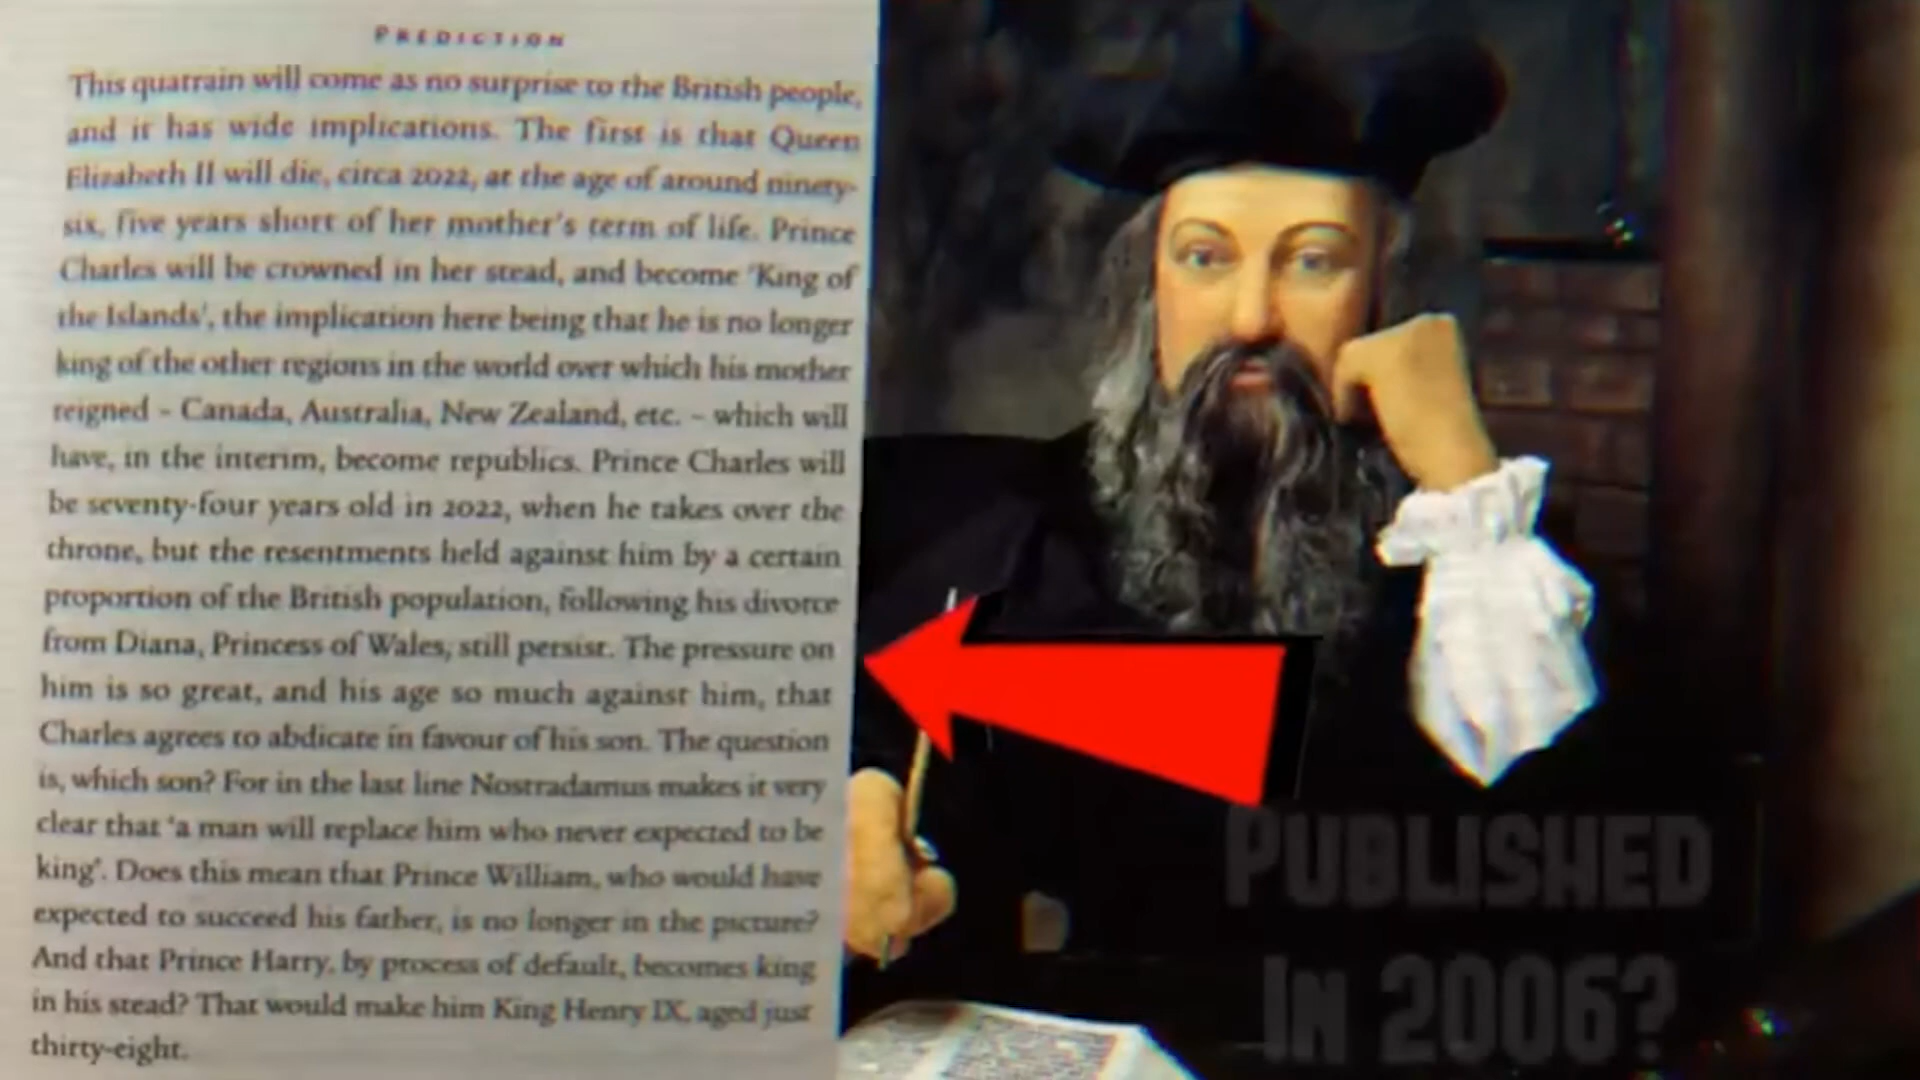 PREDICTION
This quatrain will come as no surprise to the British people,
and it has wide implications. The first is that Queen
Elizabeth II will die, circa 2022, at the age of around ninety-
six, five years short of her mother's term of life. Prince
Charles will be crowned in her stead, and become 'King of
the Islands', the implication here being that he is no longer
king of the other regions in the world over which his mother
reigned – Canada, Australia, New Zealand, etc. – which will
have, in the interim, become republics. Prince Charles will
be seventy-four years old in 2022, when he takes over the
throne, but the resentments held against him by a certain
proportion of the British population, following his divorce
from Diana, Princess of Wales, still persist. The pressure on
him is so great, and his age so much against him, that
Charles agrees to abdicate in favour of his son. The question
is, which son? For in the last line Nostradamus makes it very
clear that 'a man will replace him who never expected to be
king'. Does this mean that Prince William, who would have
expected to succeed his father, is no longer in the picture?
And that Prince Harry, by process of default, becomes king
in his stead? That would make him King Henry IX, aged just
thirty-eight.
PUBLISHED
IN 2006?